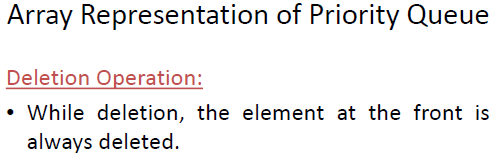 Array Representation of Priority Queue
Deletion Operation:
• While deletion, the element at the front is
always deleted.